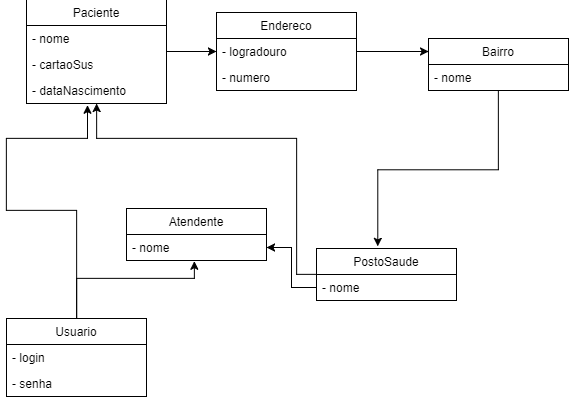 Paciente
- nome
- cartaoSus
- dataNascimento
Endereco
- logradouro
- numero
Bairro
- nome
Atendente
- nome
PostoSaude
- nome
Usuario
- login
- senha